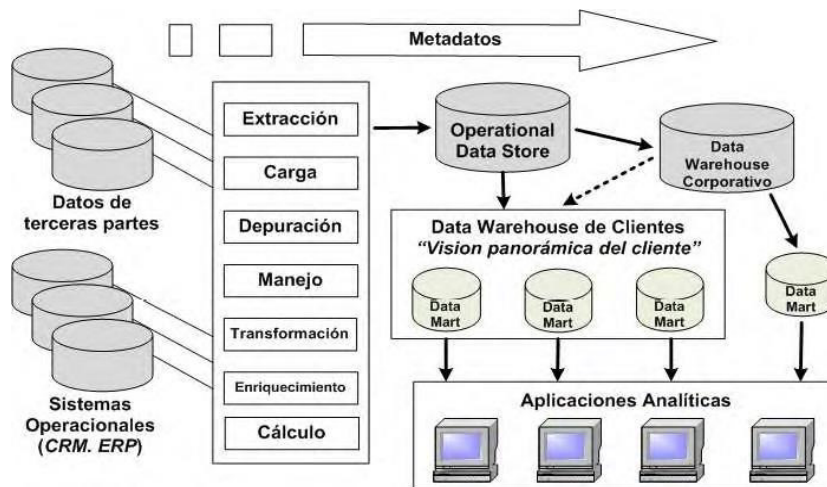 Metadatos
Datos de
terceras partes
Sistemas
Operacionales
(CRM. ERP)
Extracción
Carga
Depuración
Manejo
Transformación
Enriquecimiento
Cálculo
Operational
Data Store
Data
Warehouse
Corporativo
Data Warehouse de Clientes
“Vision panorámica del cliente”
Data
Mart
Data
Mart
Data
Mart
Data
Mart
Aplicaciones Analíticas